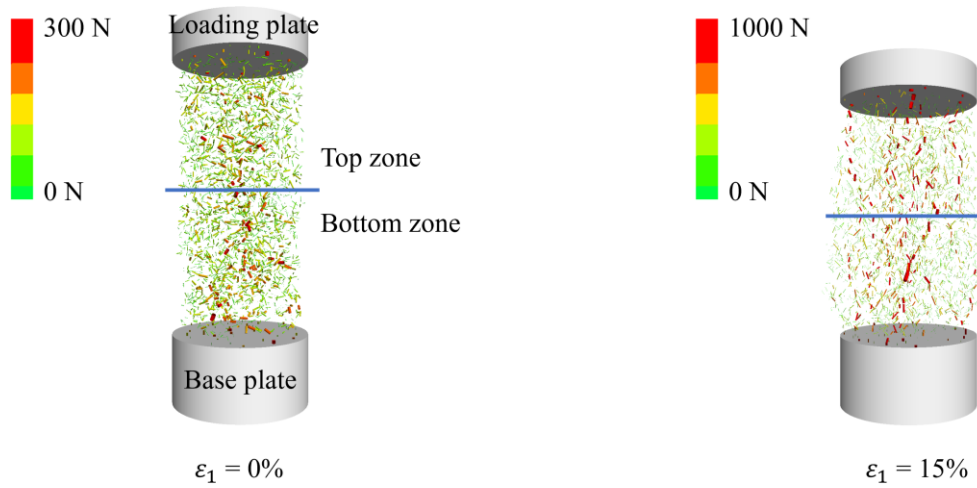 300 N
Loading plate
0 N
Top zone
Bottom zone
Base plate
ε₁ = 0%
1000 N
0 N
ε₁ = 15%